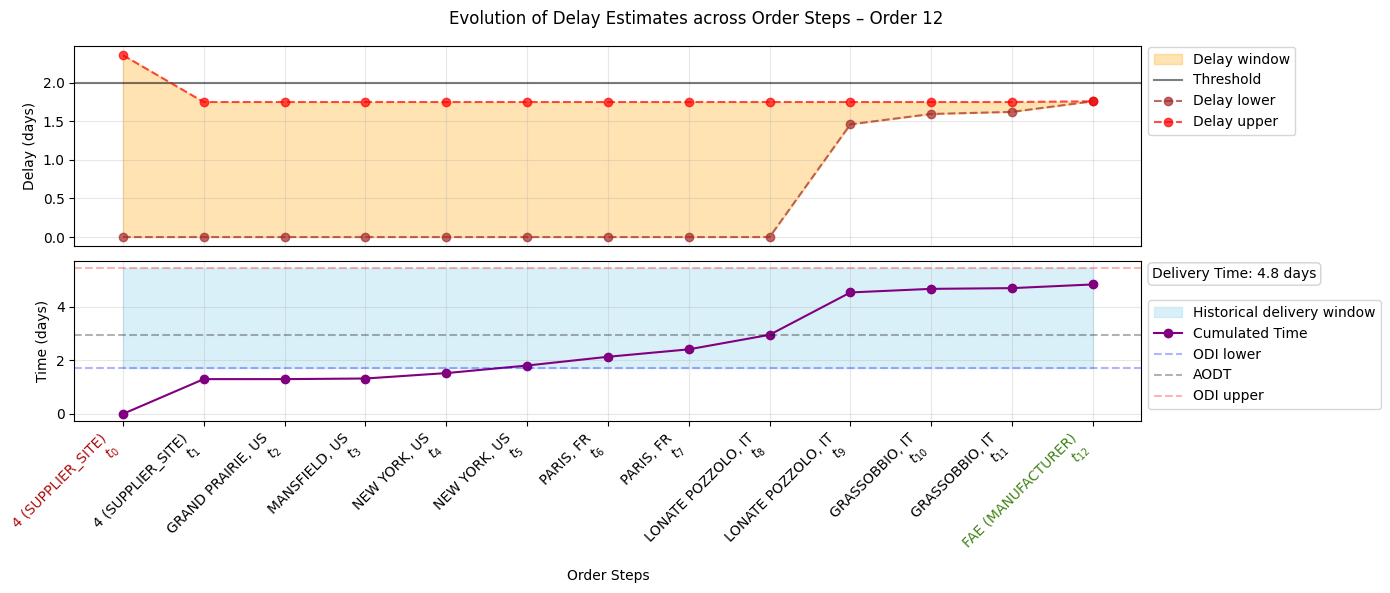 Evolution of Delay Estimates across Order Steps – Order 12
Delay (days)
2.0
1.5
1.0
0.5
0.0
Delay window
Threshold
Delay lower
Delay upper
Time (days)
4
2
0
Delivery Time: 4.8 days
Historical delivery window
Cumulated Time
ODI lower
AODT
ODI upper
4 (SUPPLIER_SITE)
t0
4 (SUPPLIER_SITE)
t1
GRAND PRAIRIE, US
t2
MANSFIELD, US
t3
NEW YORK, US
t4
NEW YORK, US
t5
PARIS, FR
t6
PARIS, FR
t7
LONATE POZZOLO, IT
t8
LONATE POZZOLO, IT
t9
GRASSOBBIO, IT
t10
GRASSOBBIO, IT
t11
FAE (MANUFACTURER)
t12
Order Steps